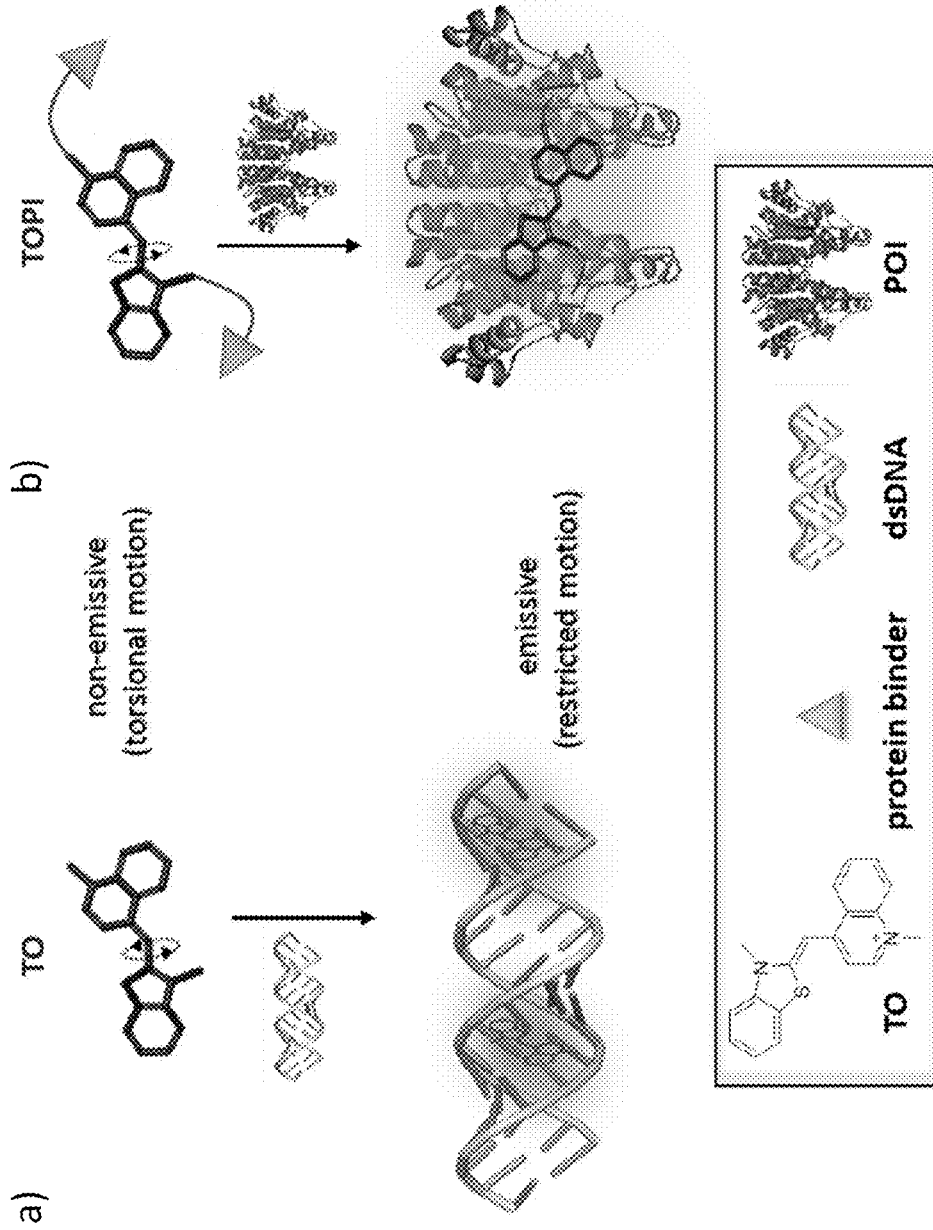 a)
TO
non-emissive
(torsional motion)
emissive
(restricted motion)
b)
TOPI
N
S
N
TO
protein binder
dsDNA
POI